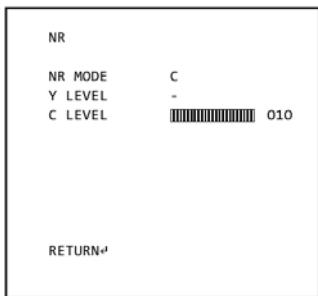 NR
NR MODE C
Y LEVEL -
C LEVEL 010
RETURN↵